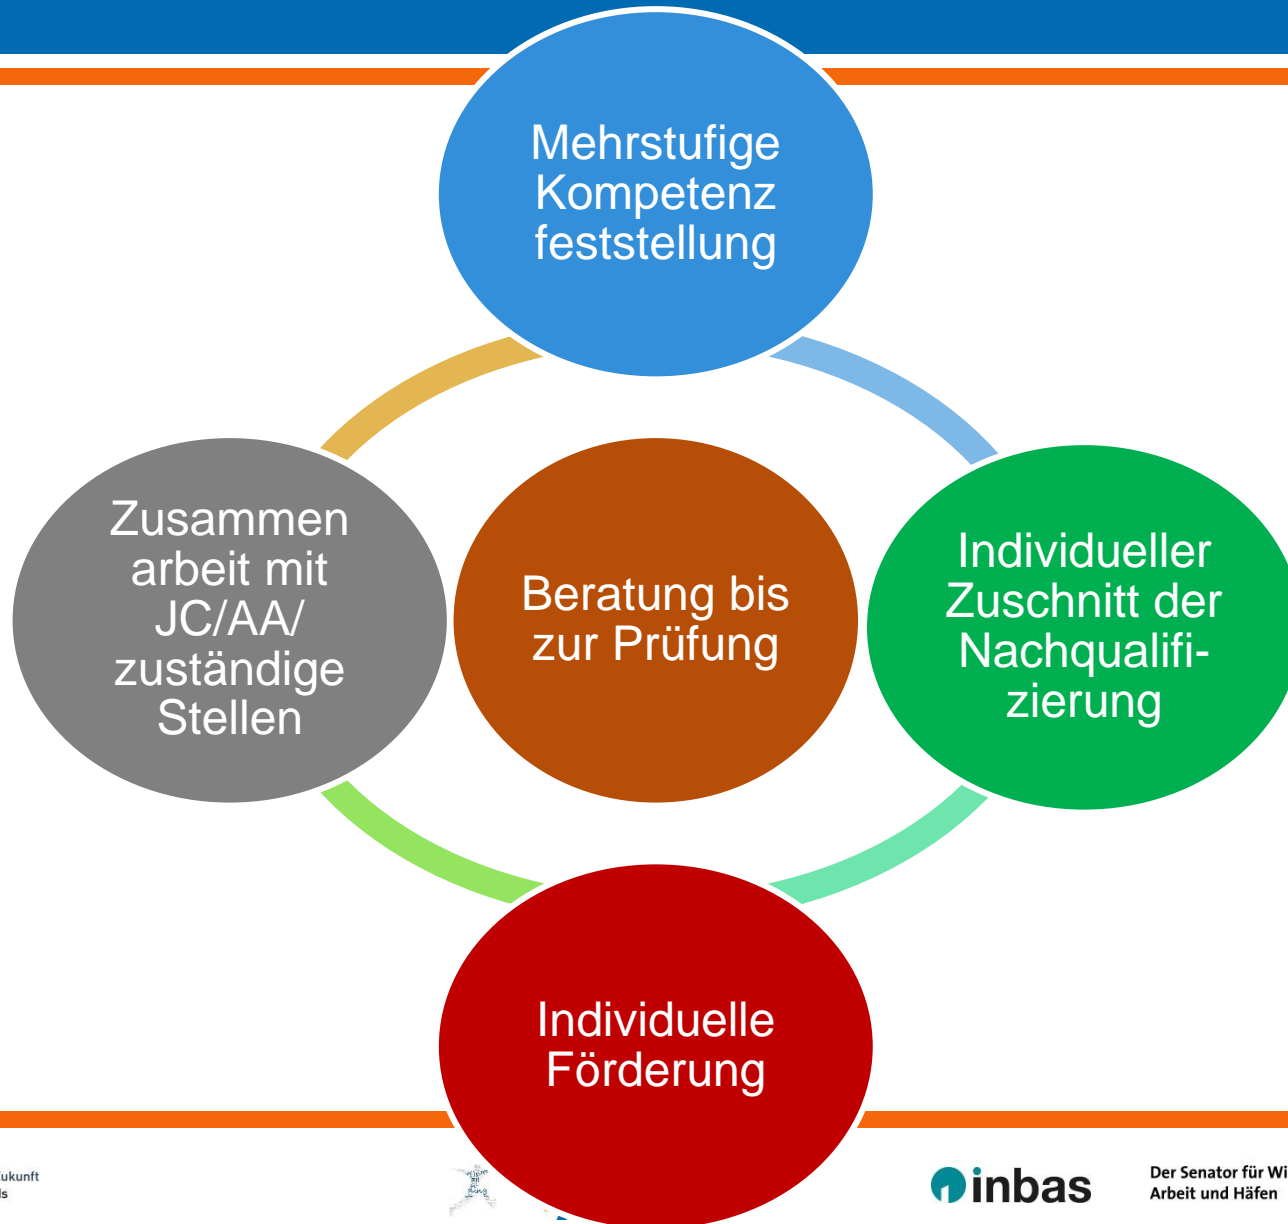 Mehrstufige
Kompetenz
feststellung
Zusammen
arbeit mit
JC/AA/
zuständige
Stellen
Beratung bis
zur Prüfung
Individueller
Zuschnitt der
Nachqualifi-
zierung
Individuelle
Förderung
inbas
Der Senator für Wi
Arbeit und Häfen